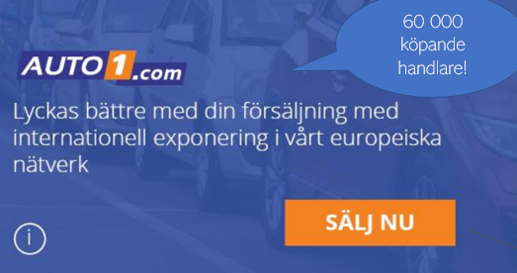 60 000
köpande
handlare!
AUTO1.com
Lyckas bättre med din försäljning med
internationell exponering i vårt europeiska
nätverk
i
SÄLJ NU